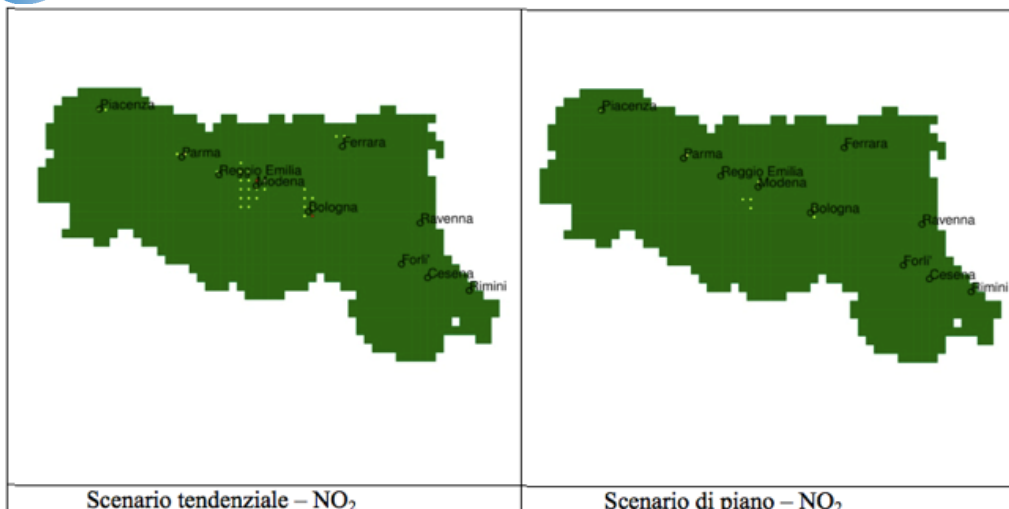 Piacenza
Parma
Ferrara
Reggio Emilia
Modena
Bologna
Ravenna
Forli'
Cesena
Rimini
Scenario tendenziale – NO₂
Piacenza
Parma
Ferrara
Reggio Emilia
Modena
Bologna
Ravenna
Forli'
Cesena
Rimini
Scenario di piano – NO₂